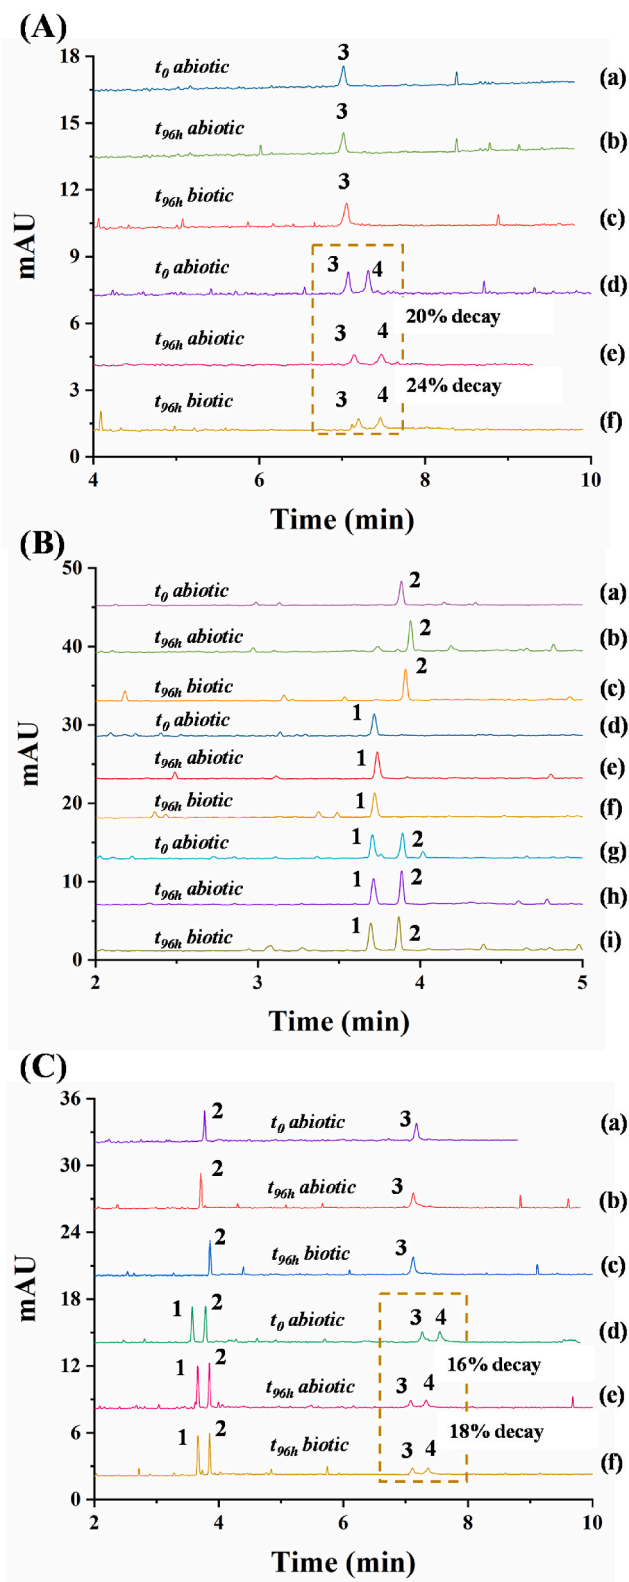 (A)
18
15
12
9
6
3
0
mAU
t0 abiotic
3
(a)
t96h abiotic
3
(b)
t96h biotic
3
(c)
t0 abiotic
3 4
(d)
20% decay
t96h abiotic
3 4
(e)
24% decay
t96h biotic
3 4
(f)
4 6 8 10
Time (min)
(B)
50
40
30
20
10
0
mAU
t0 abiotic
2
(a)
t96h abiotic
2
(b)
t96h biotic
2
(c)
t0 abiotic
1
(d)
t96h abiotic
1
(e)
t96h biotic
1
(f)
t0 abiotic
1 2
(g)
t96h abiotic
1 2
(h)
t96h biotic
1 2
(i)
2 3 4 5
Time (min)
(C)
36
30
24
18
12
6
0
mAU
2 t0 abiotic 3
(a)
2 t96h abiotic 3
(b)
2 t96h biotic 3
(c)
1 2 t0 abiotic 3 4
(d)
16% decay
1 2 t96h abiotic 3 4
(e)
18% decay
1 2 t96h biotic 3 4
(f)
2 4 6 8 10
Time (min)